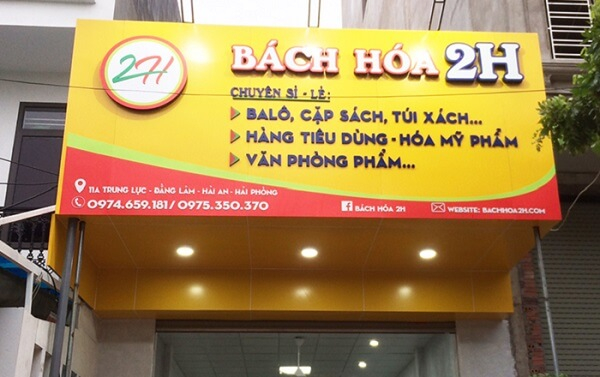 2H
BÁCH HÓA 2H
CHUYÊN SỈ - LẺ:
BALÔ, CẶP SÁCH, TÚI XÁCH...
HÀNG TIÊU DÙNG - HÓA MỸ PHẨM
VĂN PHÒNG PHẨM...
11A TRUNG LỰC - ĐẰNG LÂM - HẢI AN - HẢI PHÒNG
0974.659.181 / 0975.350.370
BÁCH HÓA 2H
WEBSITE: BACHHOA2H.COM